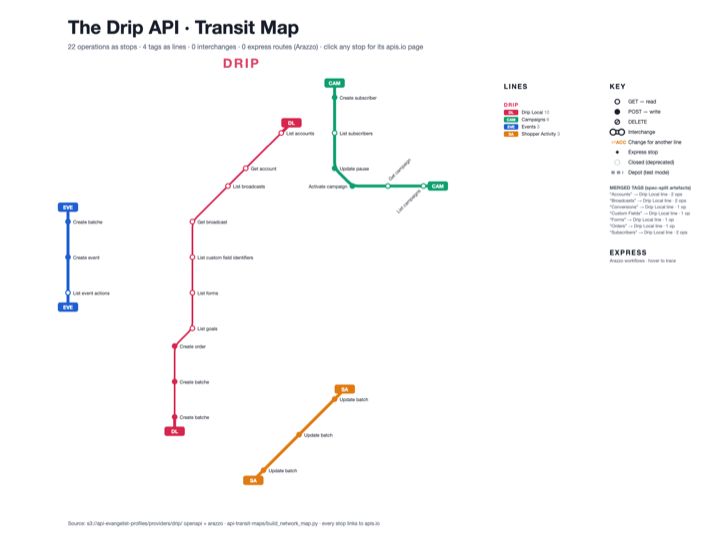 The Drip API · Transit Map
22 operations as stops · 4 tags as lines · 0 interchanges · 0 express routes (Arazzo) · click any stop for its apis.io page
DRIP
CAM
Create subscriber
DL
List accounts
List subscribers
Get account
Update pause
Get campaign
List broadcasts
Activate campaign
CAM
List campaigns
EVE
Create batche
Get broadcast
Create event
List custom field identifiers
List event actions
List forms
EVE
List goals
Create order
Create batche
SA
Update batch
Create batche
DL
Update batch
Update batch
SA
LINES
DRIP
DL Drip Local
CAM Campaigns 6
EVE Events 3
SA Shopper Activity 3
KEY
GET = read
POST = write
DELETE
Interchange
Change for another line
Express stop
Closed (deprecated)
Depot (test mode)
MERGED TAGS (spec-split artefacts)
"Accounts" → Drip Local line · 2 ops
"Broadcasts" → Drip Local line · 2 ops
"Conversions" → Drip Local line · 1 op
"Custom Fields" → Drip Local line · 1 op
"Forms" → Drip Local line · 1 op
"Orders" → Drip Local line · 1 op
"Subscribers" → Drip Local line · 2 ops
EXPRESS
Arazzo workflows · hover to trace
Source: s3://api-evangelist-profiles/providers/drip/ openapi + arazzo · api-transit-maps/build_network_map.py · every stop links to apis.io